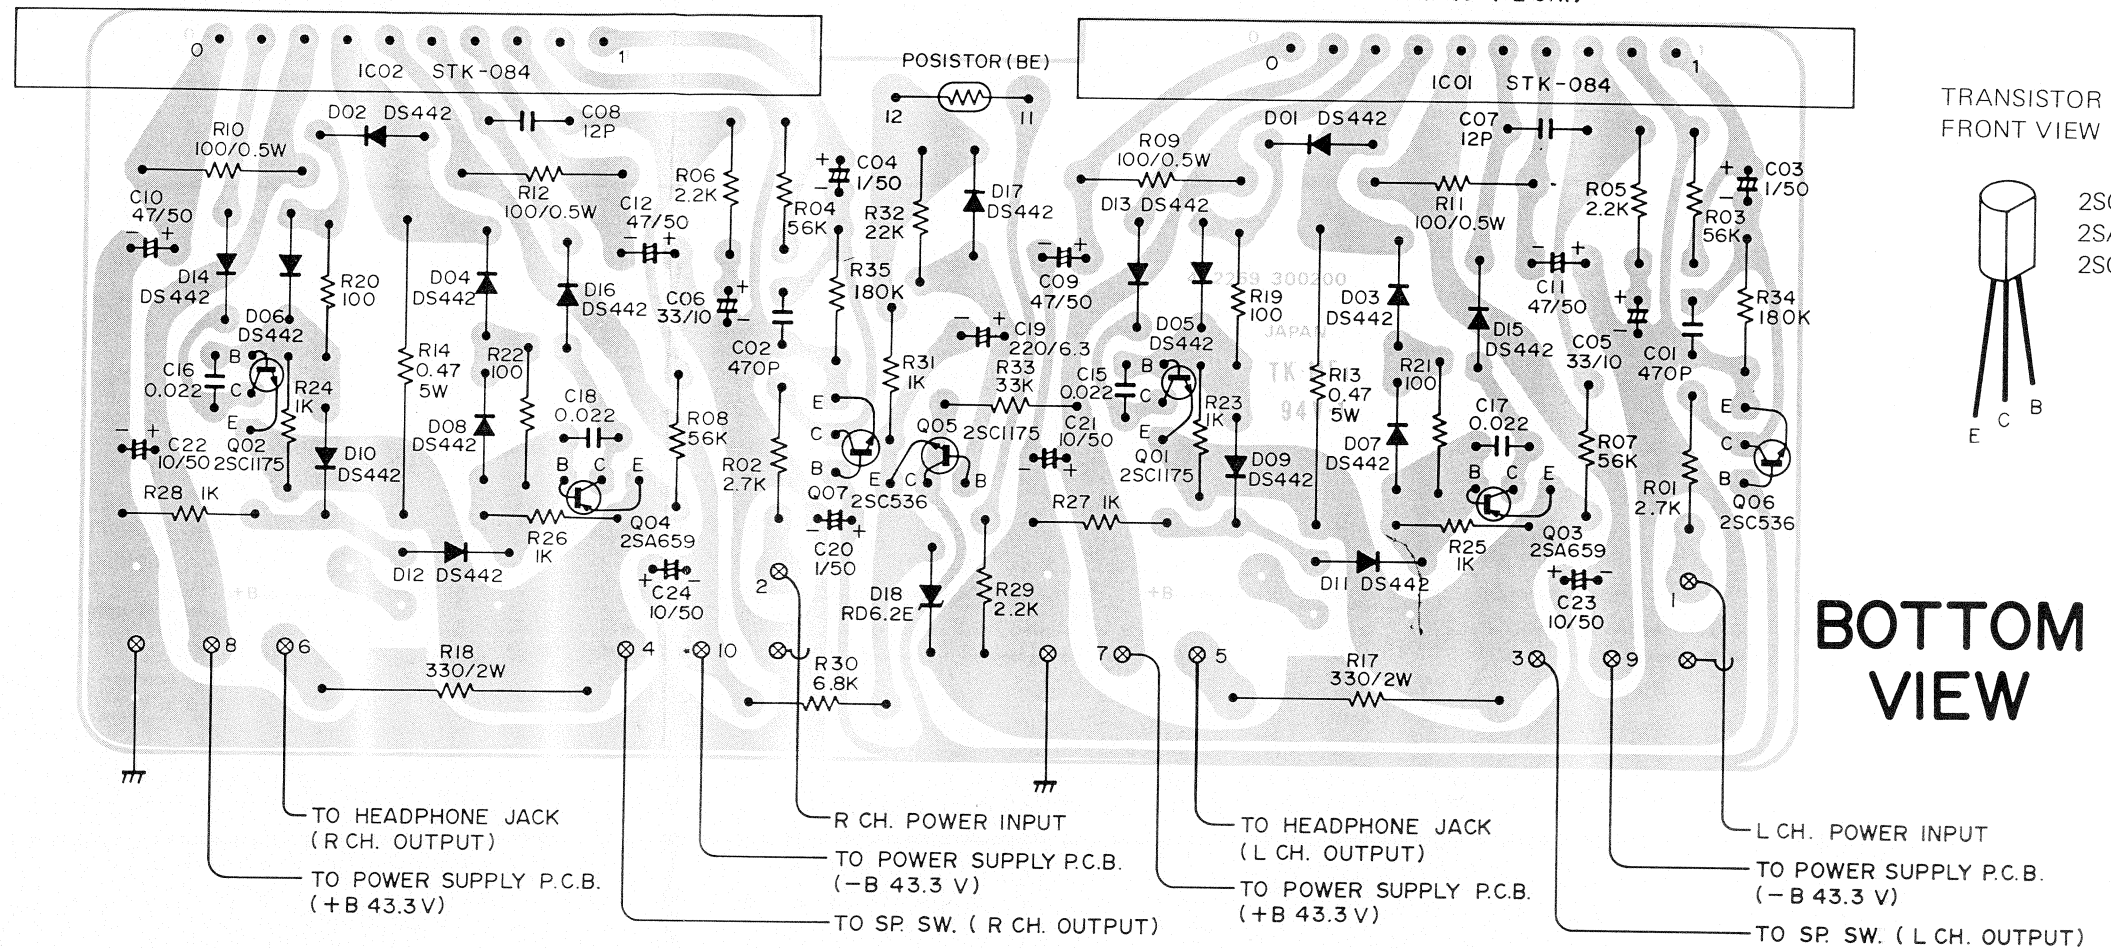 0
1
IC02 STK-084
POSISTOR (BE)
12
11
0
1
IC01 STK-084
TRANSISTOR
FRONT VIEW
D02 DS442
C08
12P
R10
100/0.5W
R12
100/0.5W
C10
47/50
C12
47/50
R06
2.2K
R04
56K
C04
1/50
R32
22K
D17
DS442
R09
100/0.5W
D01 DS442
C07
12P
D13 DS442
R11
100/0.5W
R05
2.2K
R03
56K
C03
1/50
D14
DS442
R20
100
D04
DS442
D16
DS442
C06
33/10
R35
180K
C09
47/50
R19
100
D03
DS442
C11
47/50
R34
180K
300200
JAPAN
D06
DS442
R14
0.47
5W
R22
100
C02
470P
R31
1K
C19
220/6.3
R33
33K
D05
DS442
D15
DS442
C05
33/10
C01
470P
C16
0.022
B
C
E
R24
1K
C18
0.022
R08
56K
C15
0.022
B
C
E
R23
1K
R13
0.47
5W
R21
100
C17
0.022
R07
56K
C22
10/50
Q02
2SC1175
D10
DS442
D08
DS442
B C E
R02
2.7K
E
C
B
Q05
2SC1175
E C B
C21
10/50
Q01
2SC1175
D09
DS442
D07
DS442
B C E
R01
2.7K
E
C
B
Q06
2SC536
R28 1K
R26
1K
Q04
2SA659
Q07
2SC536
R27 1K
R25
1K
Q03
2SA659
D12 DS442
C24
10/50
C20
1/50
D18
RD6.2E
R29
2.2K
D11 DS442
C23
10/50
+B
+B
2
1
8
6
4
10
7
5
3
9
R18
330/2W
R30
6.8K
R17
330/2W
E
C
B
BOTTOM
VIEW
TO HEADPHONE JACK
(R CH. OUTPUT)
TO POWER SUPPLY P.C.B.
(+B 43.3 V)
R CH. POWER INPUT
TO POWER SUPPLY P.C.B.
(-B 43.3 V)
TO SP. SW. ( R CH. OUTPUT)
TO HEADPHONE JACK
(L CH. OUTPUT)
TO POWER SUPPLY P.C.B.
(+B 43.3 V)
L CH. POWER INPUT
TO POWER SUPPLY P.C.B.
(-B 43.3 V)
TO SP. SW. ( L CH. OUTPUT)